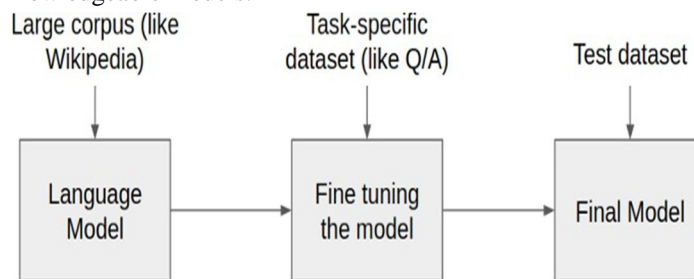 Large corpus (like
Wikipedia)
Task-specific
dataset (like Q/A)
Test dataset
Language
Model
Fine tuning
the model
Final Model